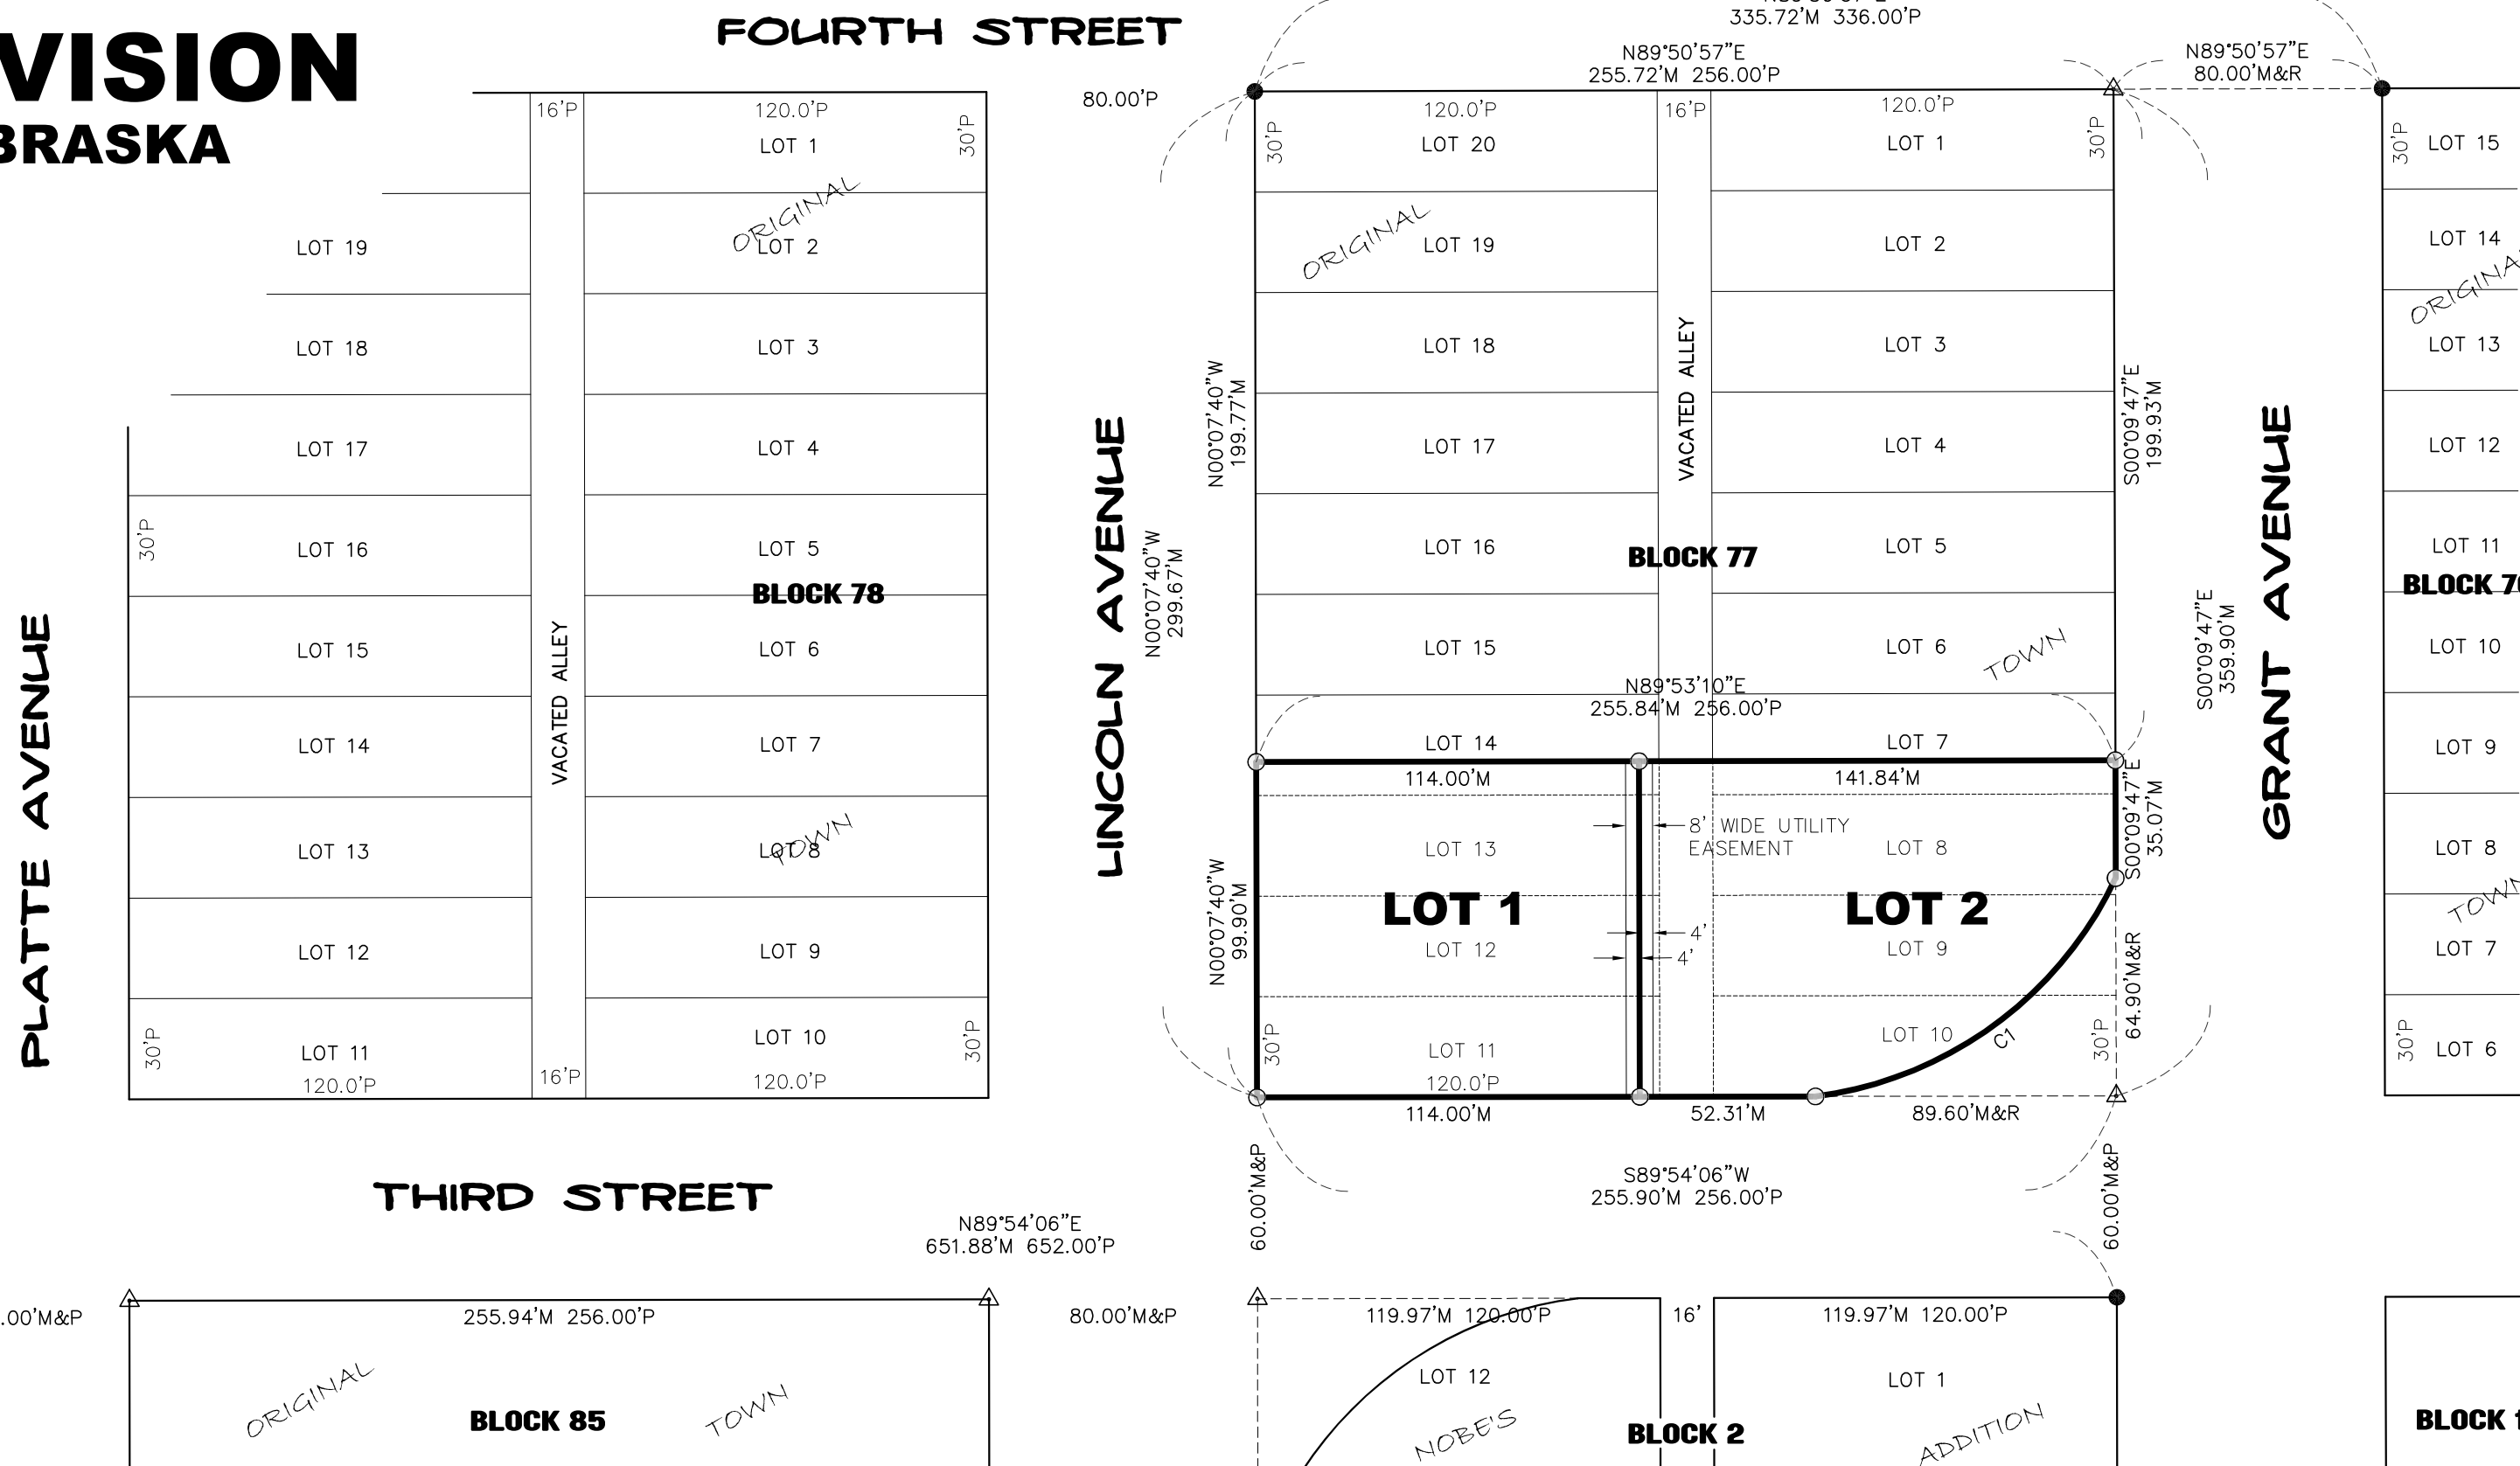 VISION
BRASKA
FOURTH STREET
335.72'M 336.00'P
N89°50'57"E
255.72'M 256.00'P
N89°50'57"E
80.00'M&R
80.00'P
16'P
120.0'P
30'P
LOT 1
LOT 2
LOT 3
LOT 4
LOT 5
LOT 6
LOT 7
LOT 8
LOT 9
LOT 10
120.0'P
30'P
LOT 19
LOT 18
LOT 17
LOT 16
LOT 15
LOT 14
LOT 13
LOT 12
LOT 11
120.0'P
30'P
30'P
16'P
VACATED ALLEY
BLOCK 78
ORIGINAL
TOWN
PLATTE AVENUE
LINCOLN AVENUE
N00°07'40"W
199.77'M
N00°07'40"W
299.67'M
N00°07'40"W
99.90'M
120.0'P
30'P
LOT 20
LOT 19
LOT 18
LOT 17
LOT 16
LOT 15
LOT 14
ORIGINAL
16'P
VACATED ALLEY
BLOCK 77
120.0'P
30'P
LOT 1
LOT 2
LOT 3
LOT 4
LOT 5
LOT 6
LOT 7
TOWN
N89°53'10"E
255.84'M 256.00'P
114.00'M
141.84'M
8' WIDE UTILITY
EASEMENT
LOT 13
LOT 8
LOT 1
LOT 2
4'
4'
LOT 12
LOT 9
LOT 11
LOT 10
C1
30'P
30'P
120.0'P
114.00'M
52.31'M
89.60'M&R
S00°09'47"E
199.93'M
S00°09'47"E
359.90'M
S00°09'47"E
35.07'M
64.90'M&R
GRANT AVENUE
30'P
LOT 15
LOT 14
LOT 13
LOT 12
LOT 11
LOT 10
LOT 9
LOT 8
LOT 7
LOT 6
30'P
ORIGINAL
BLOCK 7
TOWN
60.00'M&P
S89°54'06"W
255.90'M 256.00'P
60.00'M&P
THIRD STREET
N89°54'06"E
651.88'M 652.00'P
.00'M&P
255.94'M 256.00'P
80.00'M&P
119.97'M 120.00'P
16'
119.97'M 120.00'P
ORIGINAL
BLOCK 85
TOWN
LOT 12
LOT 1
NOBE'S
BLOCK 2
ADDITION
BLOCK 1